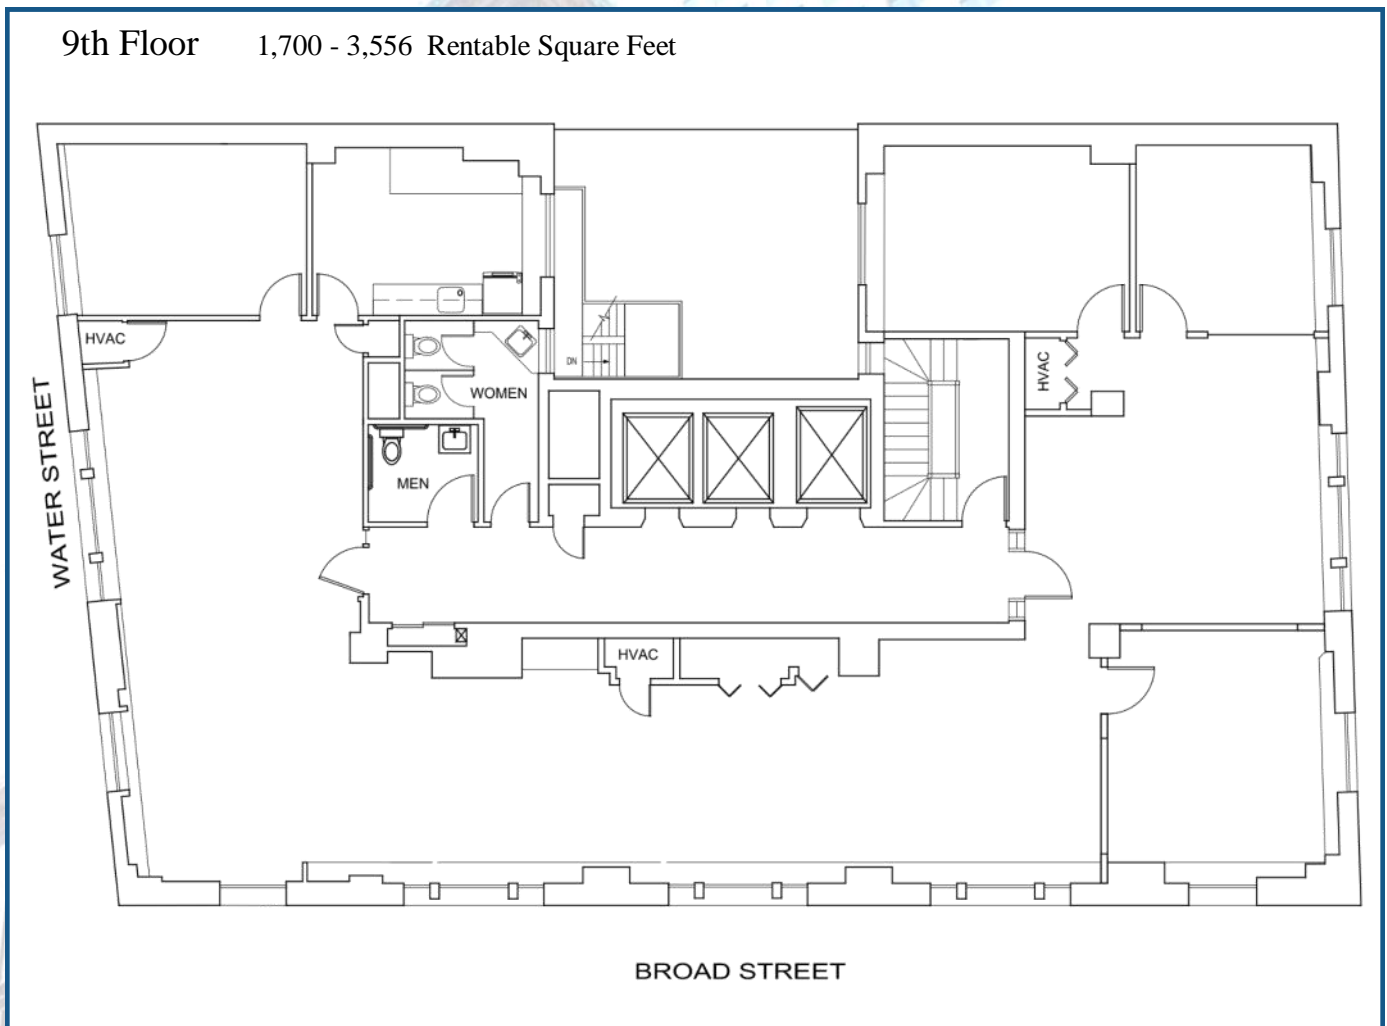 9th Floor 1,700 - 3,556 Rentable Square Feet
HVAC
HVAC
WATER STREET
DN
WOMEN
MEN
HVAC
BROAD STREET